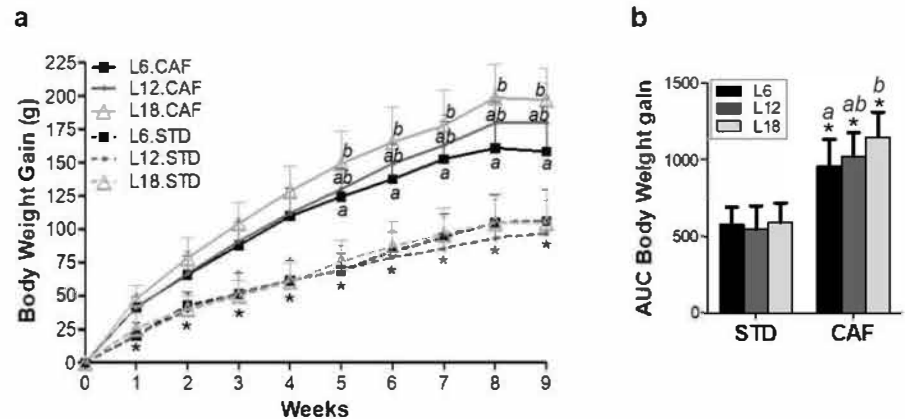 a
Body Weight Gain (g)
225
200
175
150
125
100
75
50
25
0
L6.CAF
L12.CAF
L18.CAF
L6.STD
L12.STD
L18.STD
b b b b b
ab ab ab ab ab
a a a a a
* * * * * * * * *
0 1 2 3 4 5 6 7 8 9
Weeks
b
AUC Body Weight gain
1500
1000
500
0
L6
L12
L18
a ab b
* * *
STD CAF